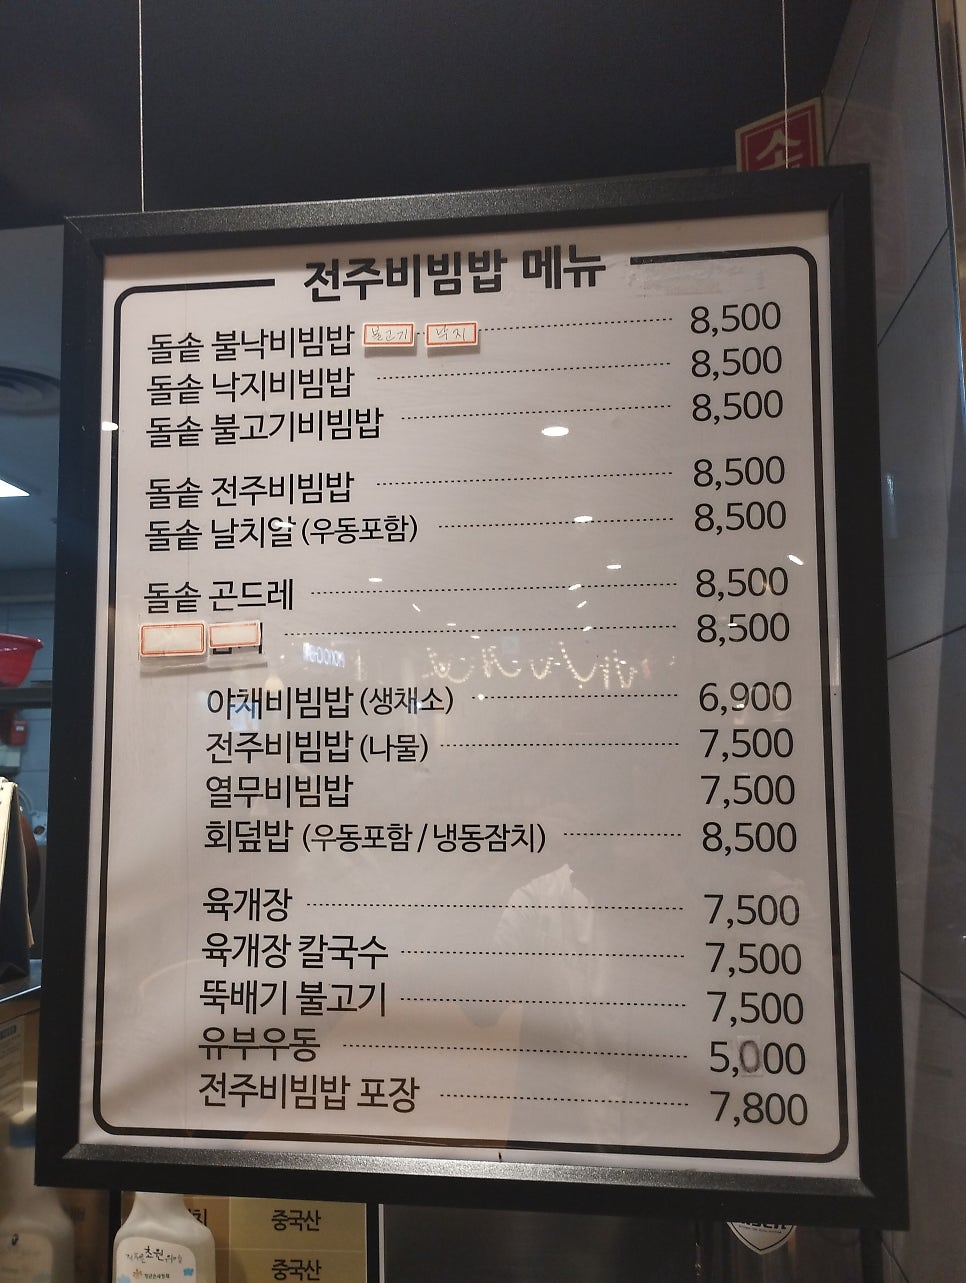 소
전주비빔밥 메뉴
돌솥 불낙비빔밥 불고기 낙지 8,500
돌솥 낙지비빔밥 8,500
돌솥 불고기비빔밥 8,500
돌솥 전주비빔밥 8,500
돌솥 날치알 (우동포함) 8,500
돌솥 곤드레 8,500
8,500
야채비빔밥 (생채소) 6,900
전주비빔밥 (나물) 7,500
열무비빔밥 7,500
회덮밥 (우동포함 / 냉동잠치) 8,500
육개장 7,500
육개장 칼국수 7,500
뚝배기 불고기 7,500
유부우동 5,000
전주비빔밥 포장 7,800
중국산
초원
중국산